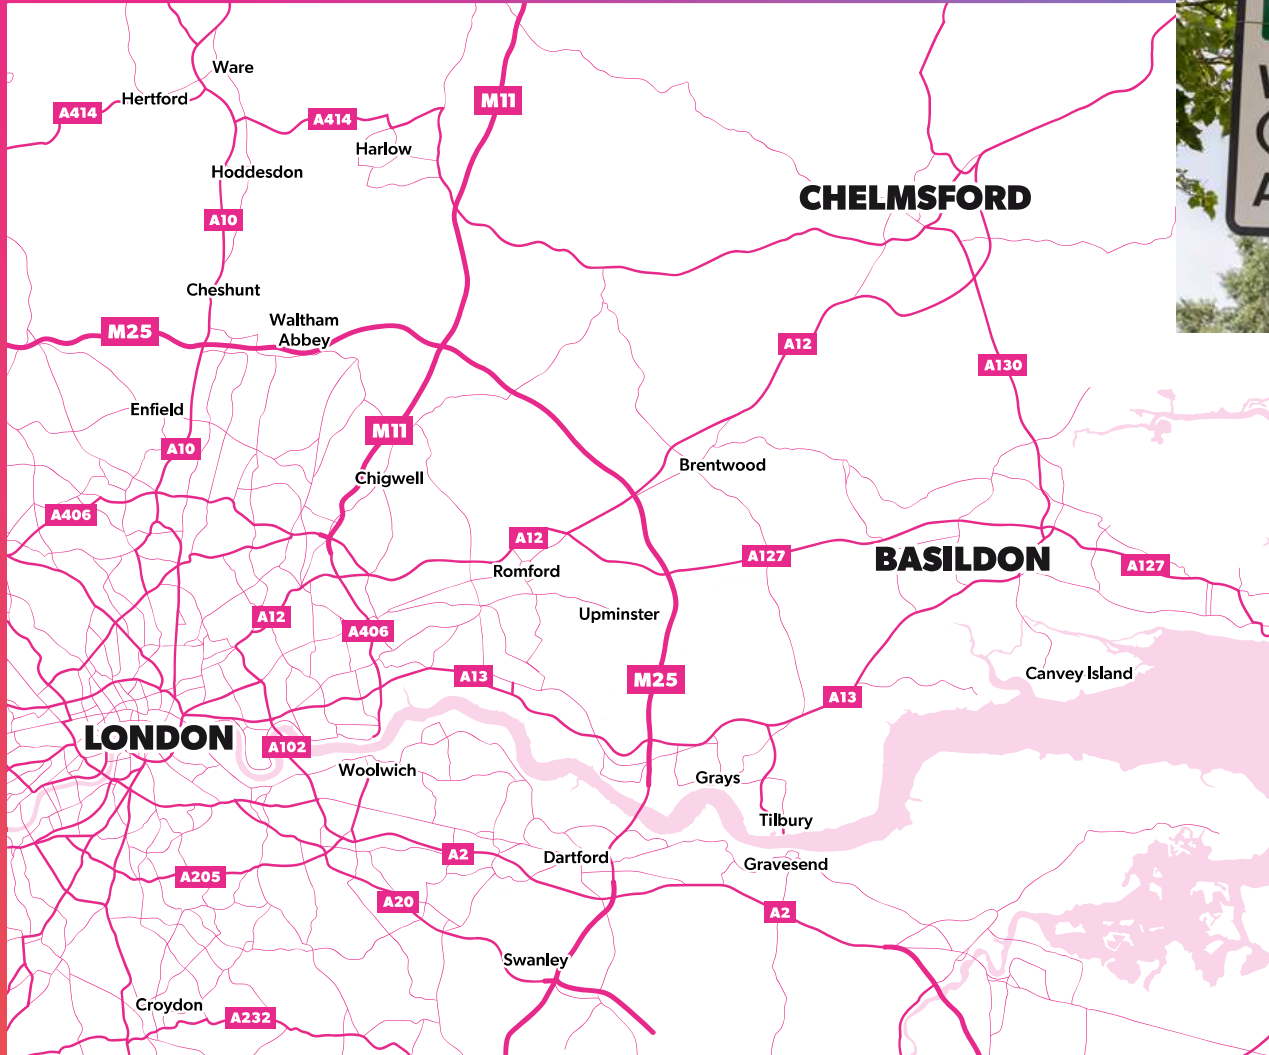 Ware
Hertford
A414
A414
M11
Harlow
Hoddesdon
CHELMSFORD
A10
Cheshunt
Waltham
Abbey
M25
A12
A130
Enfield
M11
A10
Brentwood
Chigwell
A406
A12
A127
BASILDON
A127
Romford
A12
Upminster
A406
A13
M25
Canvey Island
A13
LONDON
A102
Woolwich
Grays
Tilbury
A2
Dartford
Gravesend
A205
A20
A2
Swanley
Croydon
A232